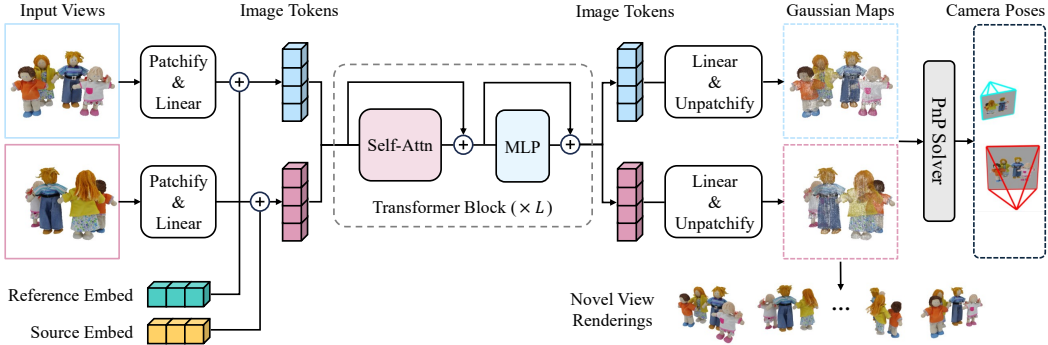 Input Views
Image Tokens
Image Tokens
Gaussian Maps
Camera Poses
Patchify
&
Linear
Linear
&
Unpatchify
Self-Attn
MLP
PnP Solver
Patchify
&
Linear
Transformer Block (× L)
Linear
&
Unpatchify
Reference Embed
Source Embed
Novel View
Renderings
...